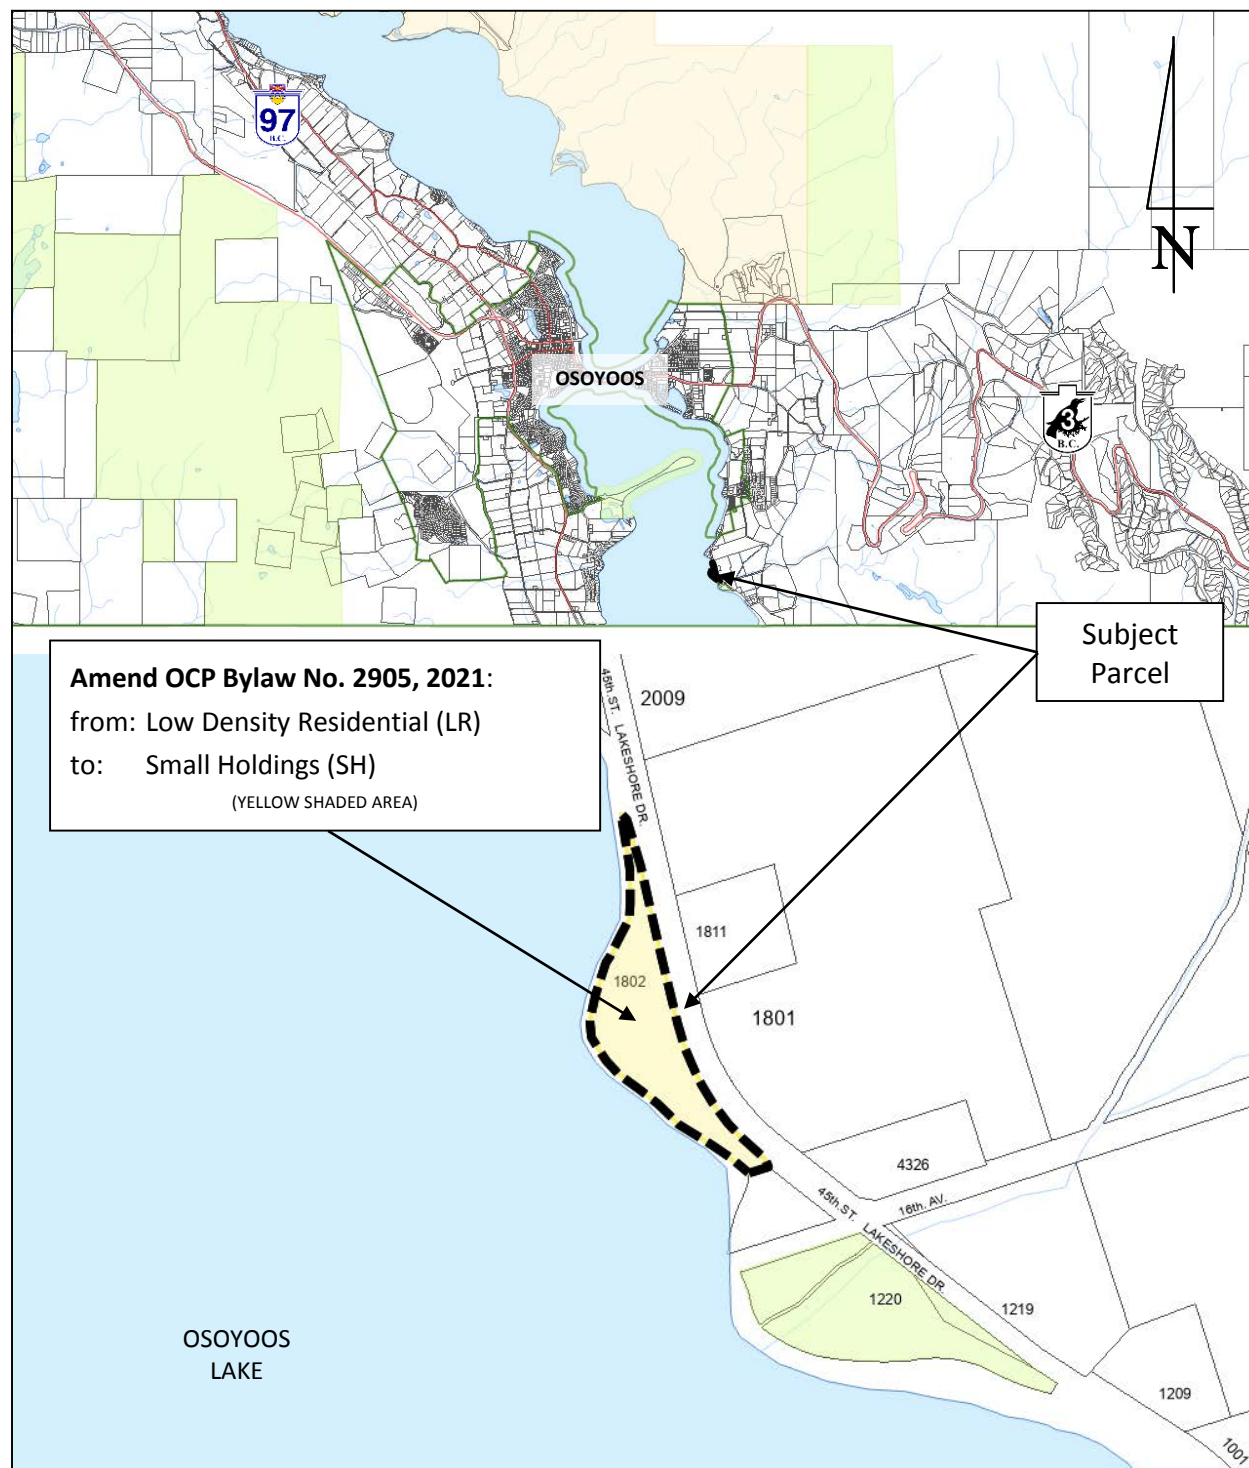 97
B.C.
N
OSOYOOS
3
B.C.
Subject
Parcel
Amend OCP Bylaw No. 2905, 2021:
from: Low Density Residential (LR)
to: Small Holdings (SH)
(YELLOW SHADED AREA)
45th.ST. LAKESHORE DR.
2009
1811
1802
1801
4326
16th. AV.
45th.ST. LAKESHORE DR.
1220
1219
1209
1001
OSOYOOS
LAKE